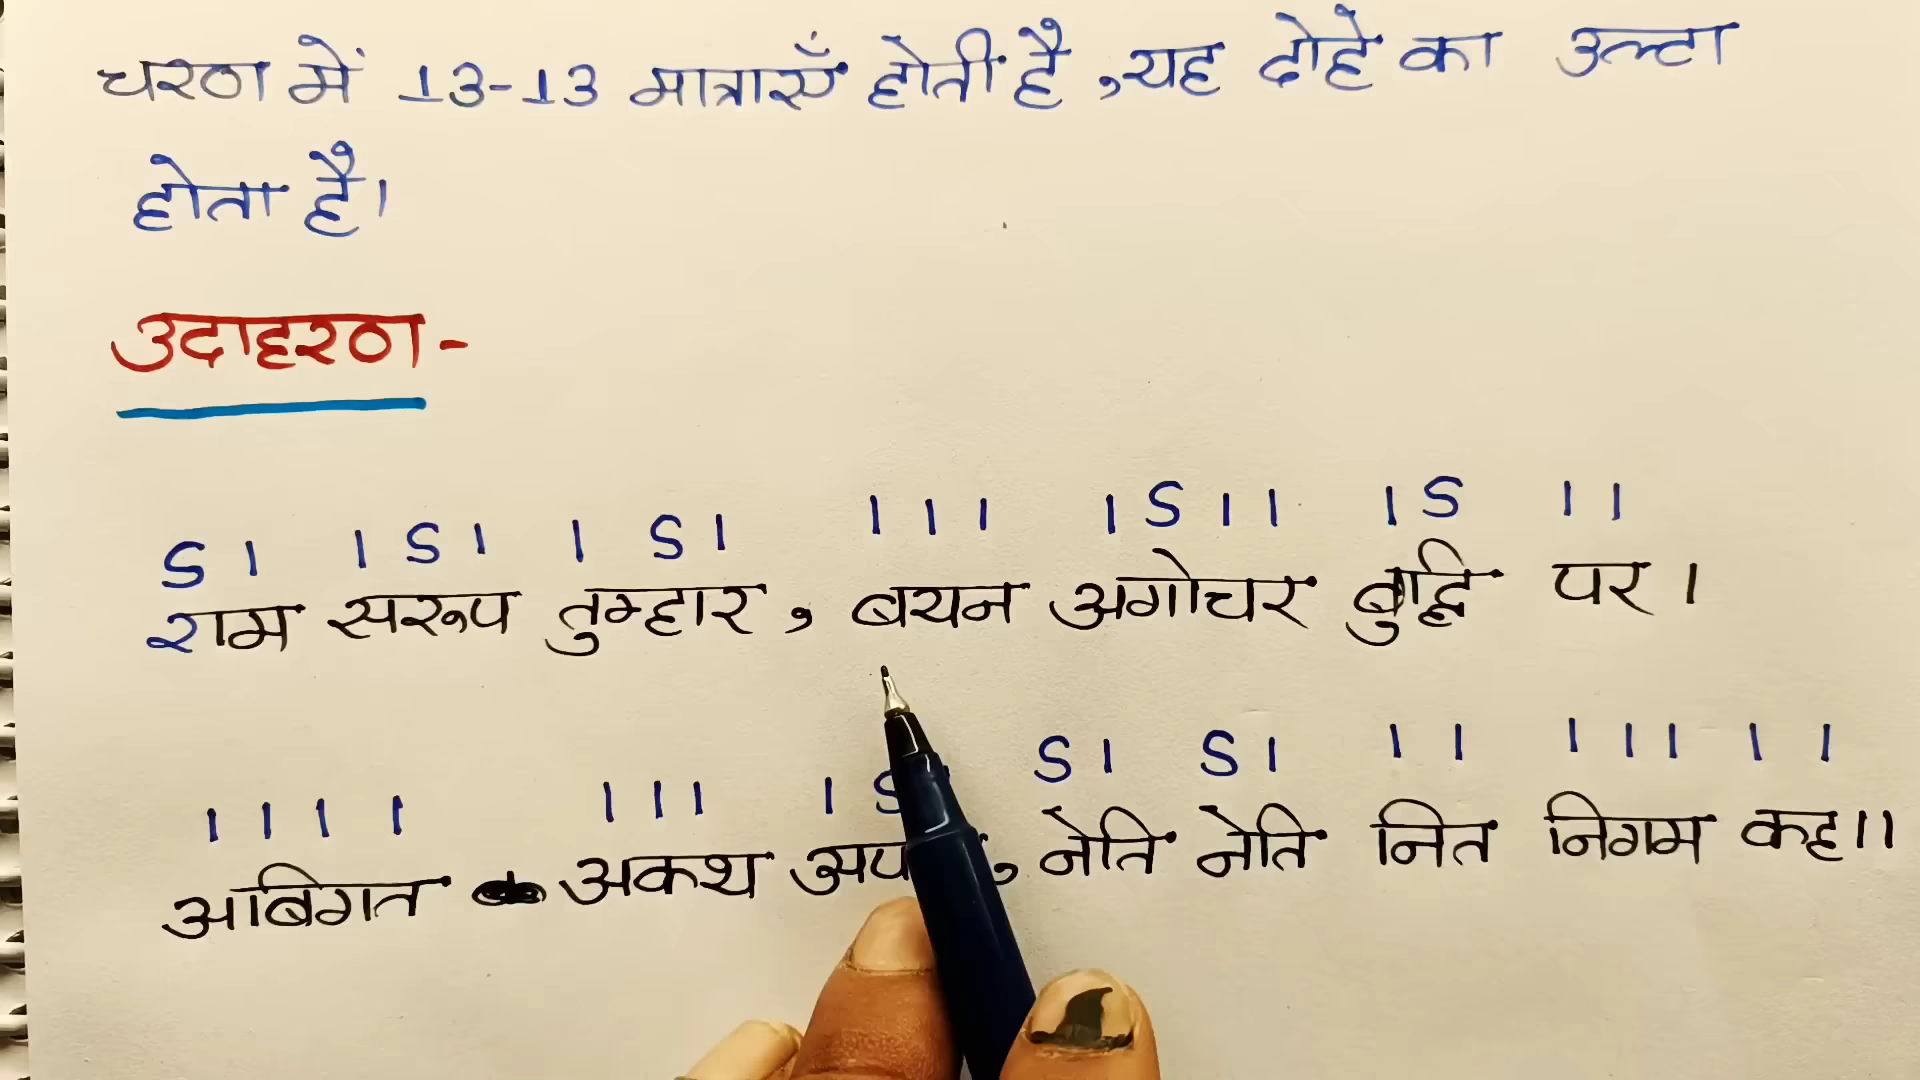 चरण में 13-13 मात्राएँ होती है, यह दोहे का उल्टा
होता है।
उदाहरण-
S I I S I I S I I I I I S I I I S I I
राम सरूप तुम्हार, बचन अगोचर बुद्धि पर।
I I I I I I I I S S I S I I I I I I I I
अबिगत अकथ , नेति नेति नित निगम कह॥